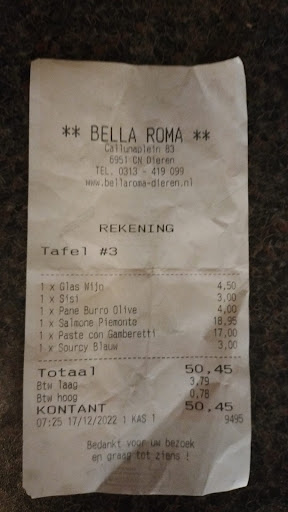 ** BELLA ROMA **
Callunaplein 83
6951 CN Dieren
TEL. 0313 - 419 099
www.bellaroma-dieren.nl
REKENING
Tafel #3
1 x Glas Wijn 4,50
1 x Sisi 3,00
1 x Pane Burro Olive 4,00
1 x Salmone Piemonte 18,95
1 x Paste con Gamberetti 17,00
1 x Sourcy Blauw 3,00
Totaal 50,45
Btw laag 3,79
Btw hoog 0,78
KONTANT 50,45
07:25 17/12/2022 1 KAS 1 9495
Bedankt voor uw bezoek
en graag tot ziens !